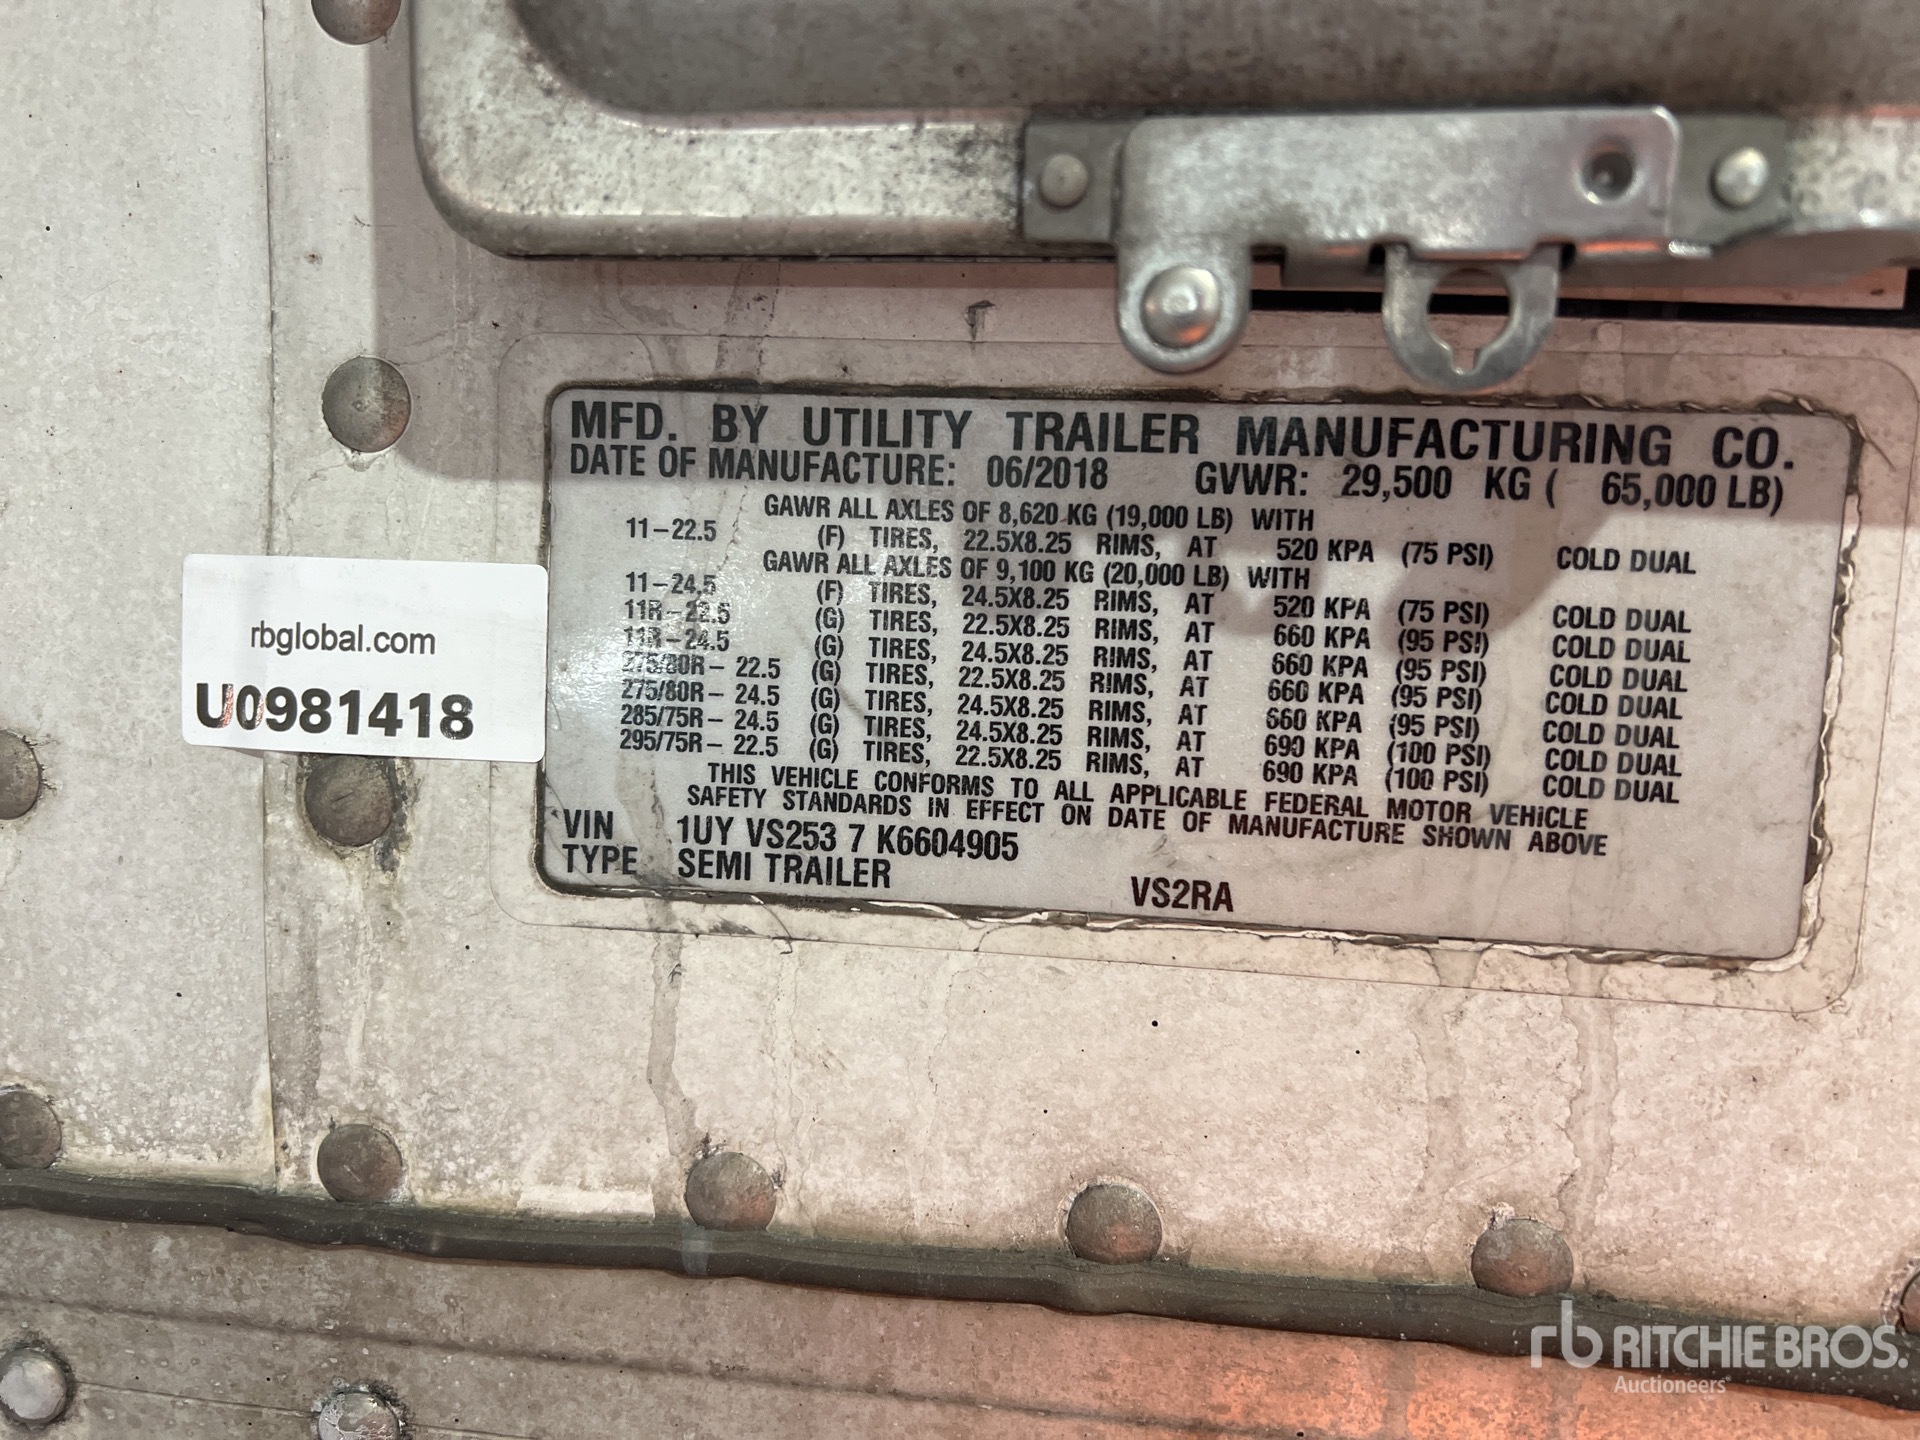 MFD. BY UTILITY TRAILER MANUFACTURING CO.
DATE OF MANUFACTURE: 06/2018 GVWR: 29,500 KG ( 65,000 LB)
GAWR ALL AXLES OF 8,620 KG (19,000 LB) WITH
11-22.5 (F) TIRES, 22.5X8.25 RIMS, AT 520 KPA (75 PSI) COLD DUAL
GAWR ALL AXLES OF 9,100 KG (20,000 LB) WITH
11-24.5 (F) TIRES, 24.5X8.25 RIMS, AT 520 KPA (75 PSI) COLD DUAL
11R-22.5 (G) TIRES, 22.5X8.25 RIMS, AT 660 KPA (95 PSI) COLD DUAL
11R-24.5 (G) TIRES, 24.5X8.25 RIMS, AT 660 KPA (95 PSI) COLD DUAL
275/80R- 22.5 (G) TIRES, 22.5X8.25 RIMS, AT 660 KPA (95 PSI) COLD DUAL
275/80R- 24.5 (G) TIRES, 24.5X8.25 RIMS, AT 660 KPA (95 PSI) COLD DUAL
285/75R- 24.5 (G) TIRES, 24.5X8.25 RIMS, AT 690 KPA (100 PSI) COLD DUAL
295/75R- 22.5 (G) TIRES, 22.5X8.25 RIMS, AT 690 KPA (100 PSI) COLD DUAL
THIS VEHICLE CONFORMS TO ALL APPLICABLE FEDERAL MOTOR VEHICLE
SAFETY STANDARDS IN EFFECT ON DATE OF MANUFACTURE SHOWN ABOVE
VIN 1UY VS253 7 K6604905
TYPE SEMI TRAILER
VS2RA
rbglobal.com
U0981418
rb RITCHIE BROS.
Auctioneers